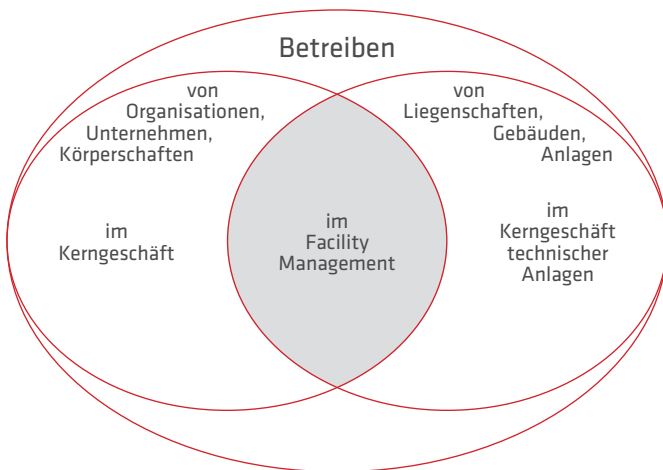 Betreiben
von
Organisationen,
Unternehmen,
Körperschaften
im
Kerngeschäft
im
Facility
Management
von
Liegenschaften,
Gebäuden,
Anlagen
im
Kerngeschäft
technischer
Anlagen